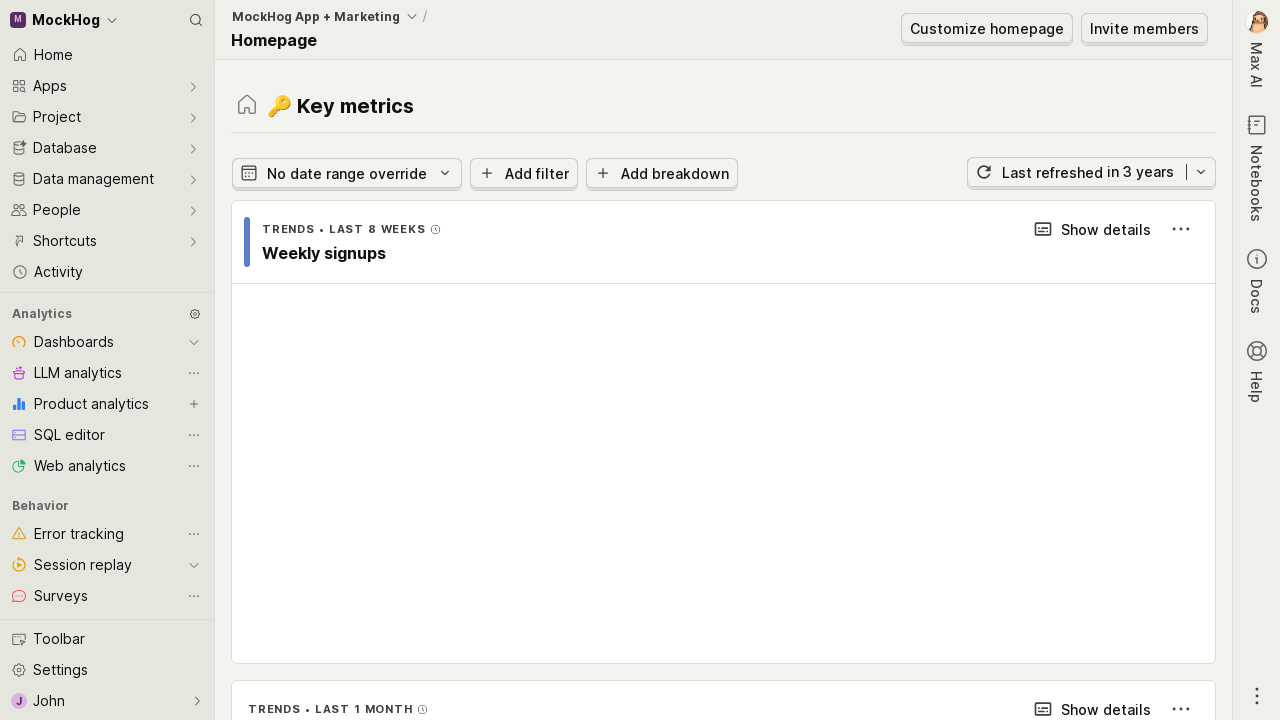 M MockHog
Home
Apps
Project
Database
Data management
People
Shortcuts
Activity
Analytics
Dashboards
LLM analytics
Product analytics
SQL editor
Web analytics
Behavior
Error tracking
Session replay
Surveys
Toolbar
Settings
J John
MockHog App + Marketing /
Homepage
Customize homepage
Invite members
🔑 Key metrics
No date range override
Add filter
Add breakdown
Last refreshed in 3 years
TRENDS • LAST 8 WEEKS
Show details
Weekly signups
TRENDS • LAST 1 MONTH
Show details
Max AI
Notebooks
Docs
Help